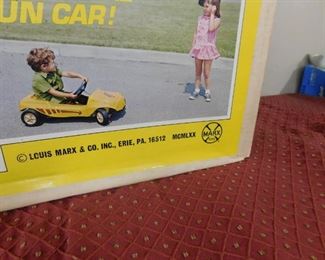 UN CAR!
© LOUIS MARX & CO. INC., ERIE, PA. 16512 MCMLXX
MARX